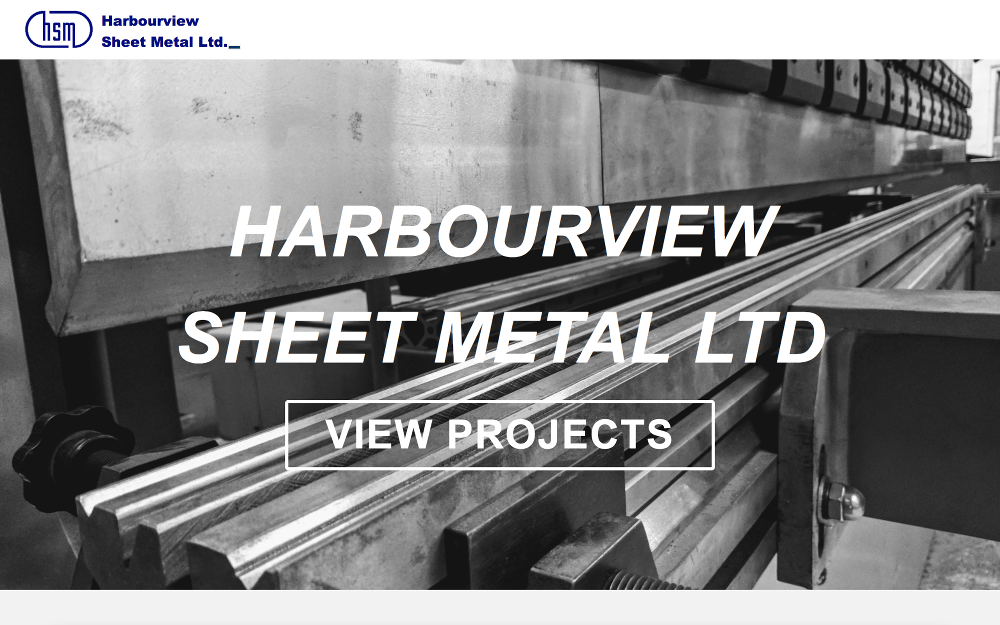 hsm
Harbourview
Sheet Metal Ltd._
HARBOURVIEW
SHEET METAL LTD
VIEW PROJECTS